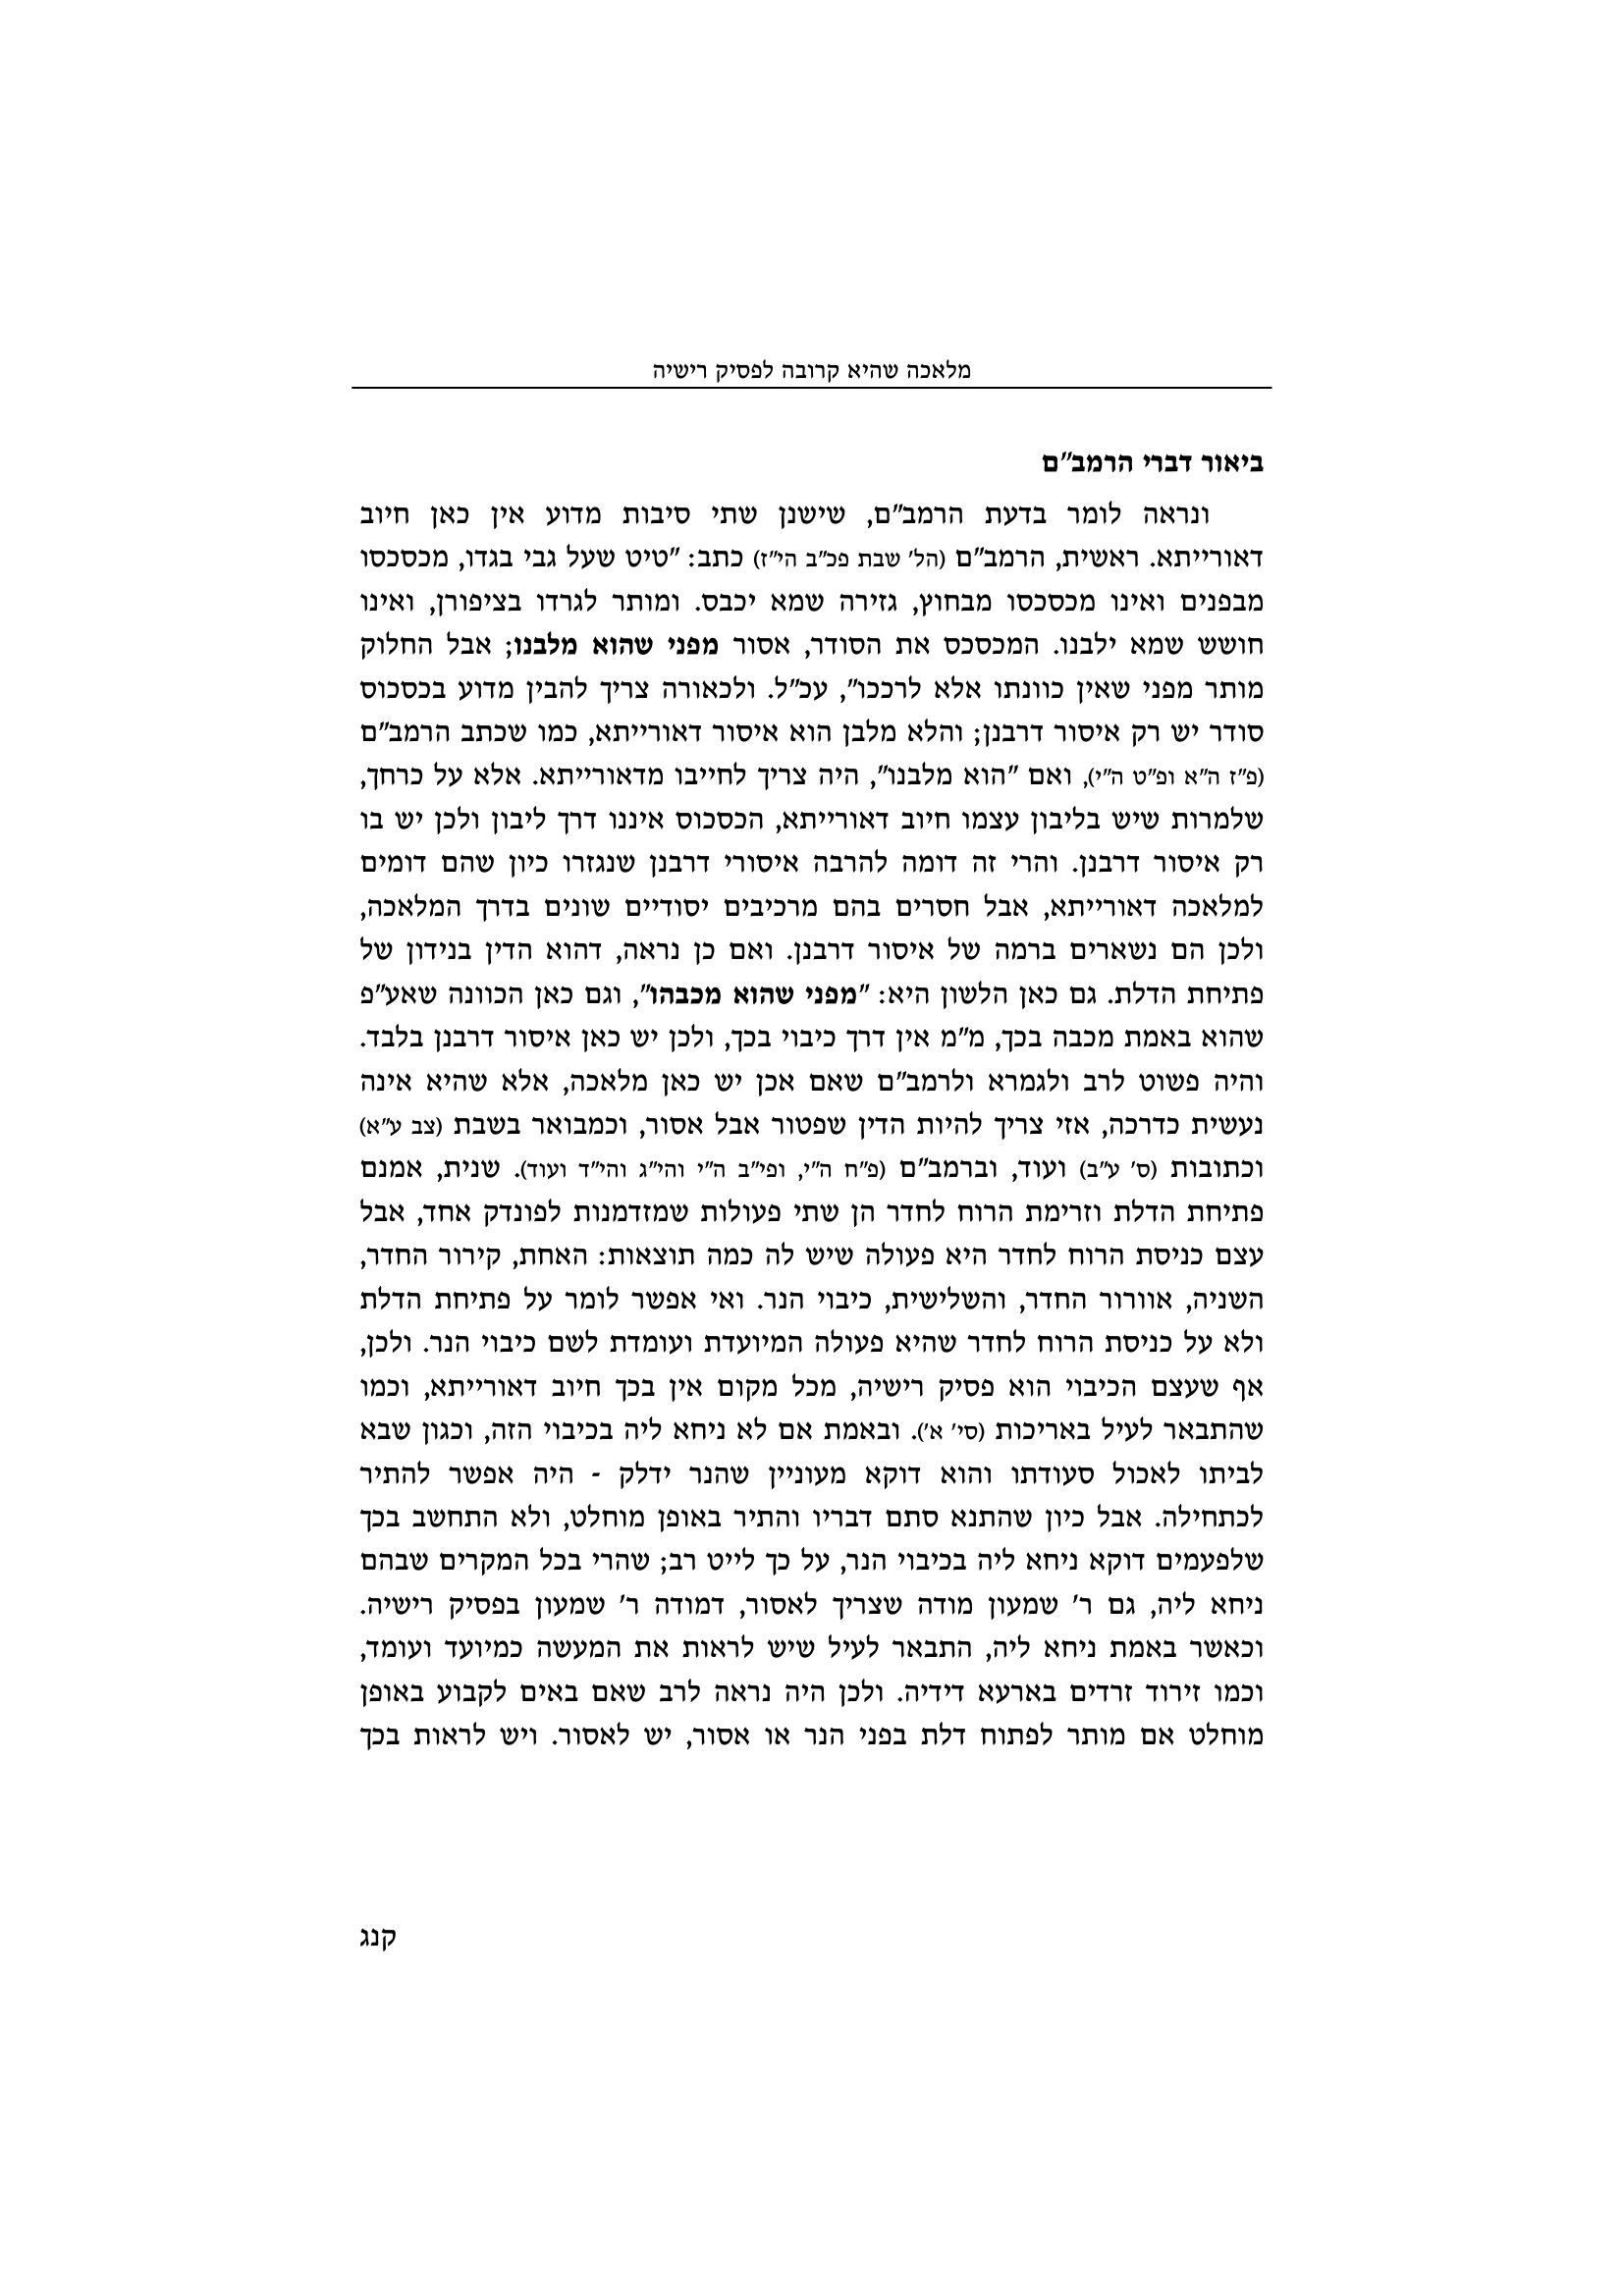 מלאכה שהיא קרובה לפסיק רישיה
ביאור דברי הרמב"ם
ונראה לומר בדעת הרמב"ם, שישנן שתי סיבות מדוע אין כאן חיוב
דאורייתא. ראשית, הרמב"ם (הל' שבת פכ"ב הי"ז) כתב: "טיט שעל גבי בגדו, מכסכסו
מבפנים ואינו מכסכסו מבחוץ, גזירה שמא יכבס. ומותר לגרדו בציפורן, ואינו
חושש שמא ילבנו. המכסכס את הסודר, אסור מפני שהוא מלבנו; אבל החלוק
מותר מפני שאין כוונתו אלא לרככו", עכ"ל. ולכאורה צריך להבין מדוע בכסכוס
סודר יש רק איסור דרבנן; והלא מלבן הוא איסור דאורייתא, כמו שכתב הרמב"ם
(פ"ז ה"א ופ"ט ה"י), ואם "הוא מלבנו", היה צריך לחייבו מדאורייתא. אלא על כרחך,
שלמרות שיש בליבון עצמו חיוב דאורייתא, הכסכוס איננו דרך ליבון ולכן יש בו
רק איסור דרבנן. והרי זה דומה להרבה איסורי דרבנן שנגזרו כיון שהם דומים
למלאכה דאורייתא, אבל חסרים בהם מרכיבים יסודיים שונים בדרך המלאכה,
ולכן הם נשארים ברמה של איסור דרבנן. ואם כן נראה, דהוא הדין בנידון של
פתיחת הדלת. גם כאן הלשון היא: "מפני שהוא מכבהו", וגם כאן הכוונה שאע"פ
שהוא באמת מכבה בכך, מ"מ אין דרך כיבוי בכך, ולכן יש כאן איסור דרבנן בלבד.
והיה פשוט לרב ולגמרא ולרמב"ם שאם אכן יש כאן מלאכה, אלא שהיא אינה
נעשית כדרכה, אזי צריך להיות הדין שפטור אבל אסור, וכמבואר בשבת (צב ע"א)
וכתובות (ס' ע"ב) ועוד, וברמב"ם (פ"ח ה"י, ופי"ב ה"י והי"ג והי"ד ועוד). שנית, אמנם
פתיחת הדלת וזרימת הרוח לחדר הן שתי פעולות שמזדמנות לפונדק אחד, אבל
עצם כניסת הרוח לחדר היא פעולה שיש לה כמה תוצאות: האחת, קירור החדר,
השניה, אוורור החדר, והשלישית, כיבוי הנר. ואי אפשר לומר על פתיחת הדלת
ולא על כניסת הרוח לחדר שהיא פעולה המיועדת ועומדת לשם כיבוי הנר. ולכן,
אף שעצם הכיבוי הוא פסיק רישיה, מכל מקום אין בכך חיוב דאורייתא, וכמו
שהתבאר לעיל באריכות (סי' א'). ובאמת אם לא ניחא ליה בכיבוי הזה, וכגון שבא
לביתו לאכול סעודתו והוא דוקא מעוניין שהנר ידלק - היה אפשר להתיר
לכתחילה. אבל כיון שהתנא סתם דבריו והתיר באופן מוחלט, ולא התחשב בכך
שלפעמים דוקא ניחא ליה בכיבוי הנר, על כך לייט רב; שהרי בכל המקרים שבהם
ניחא ליה, גם ר' שמעון מודה שצריך לאסור, דמודה ר' שמעון בפסיק רישיה.
וכאשר באמת ניחא ליה, התבאר לעיל שיש לראות את המעשה כמיועד ועומד,
וכמו זירוד זרדים בארעא דידיה. ולכן היה נראה לרב שאם באים לקבוע באופן
מוחלט אם מותר לפתוח דלת בפני הנר או אסור, יש לאסור. ויש לראות בכך
קנג